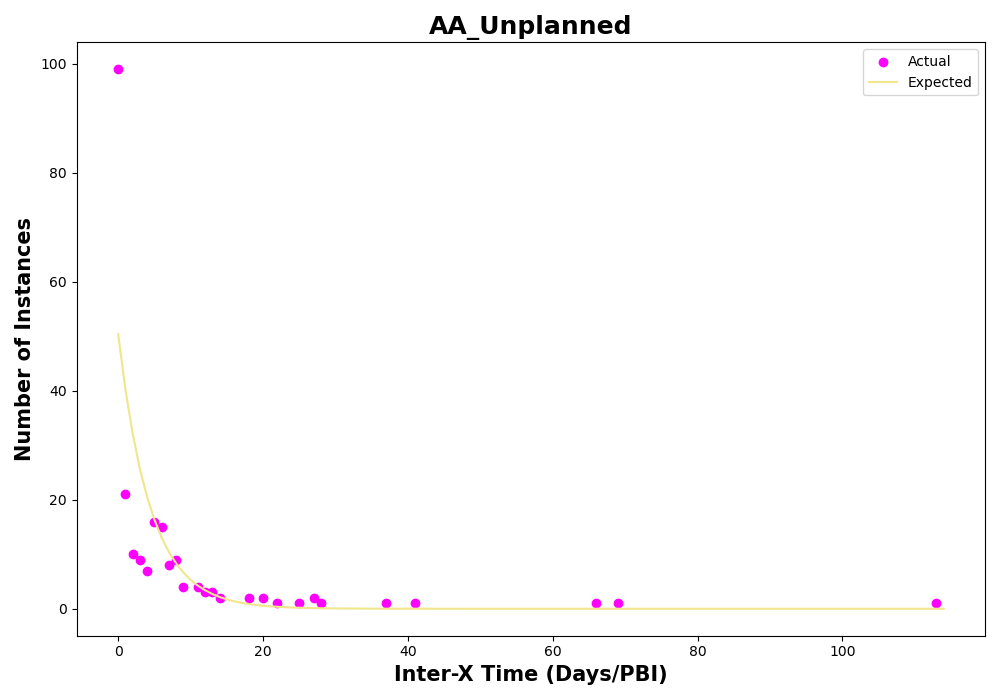 AA_Unplanned
Actual
Expected
100
80
60
40
20
0
Number of Instances
0 20 40 60 80 100
Inter-X Time (Days/PBI)